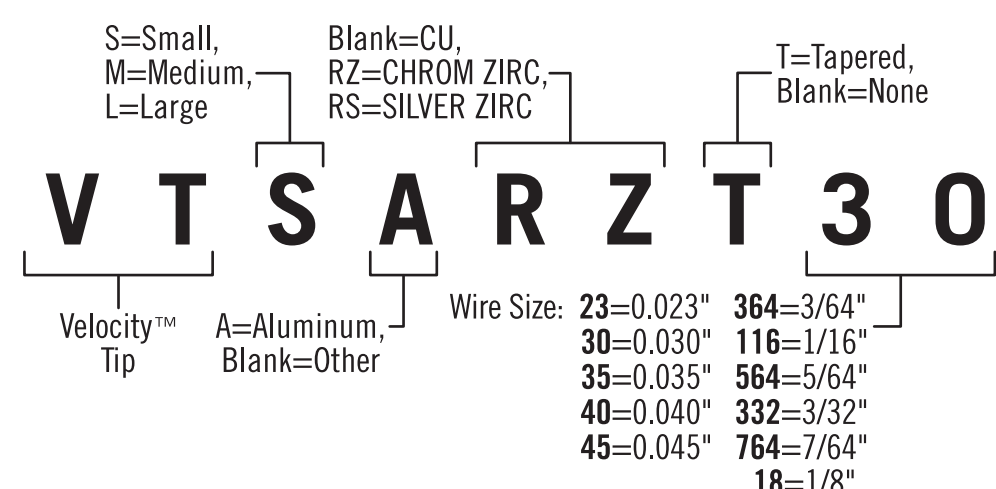 S=Small,
M=Medium,
L=Large
Blank=CU,
RZ=CHROM ZIRC,
RS=SILVER ZIRC
T=Tapered,
Blank=None
V T S A R Z T 3 0
Velocity™
Tip
A=Aluminum,
Blank=Other
Wire Size: 23=0.023" 364=3/64"
30=0.030" 116=1/16"
35=0.035" 564=5/64"
40=0.040" 332=3/32"
45=0.045" 764=7/64"
18=1/8"